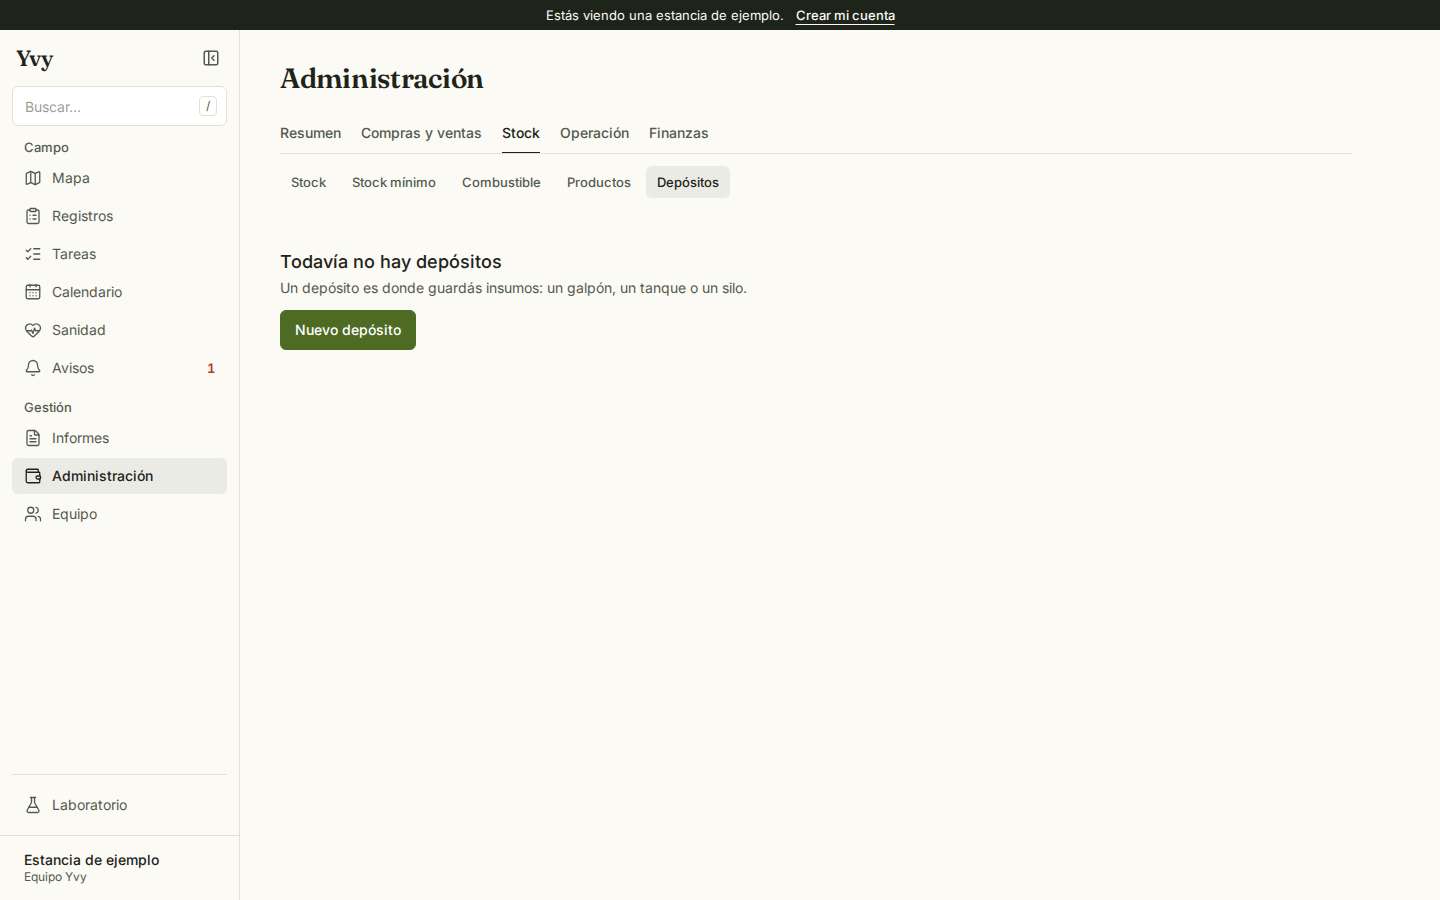 Estás viendo una estancia de ejemplo. Crear mi cuenta
Yvy
Buscar... /
Campo
Mapa
Registros
Tareas
Calendario
Sanidad
Avisos 1
Gestión
Informes
Administración
Equipo
Laboratorio
Estancia de ejemplo
Equipo Yvy
Administración
Resumen Compras y ventas Stock Operación Finanzas
Stock Stock mínimo Combustible Productos Depósitos
Todavía no hay depósitos
Un depósito es donde guardás insumos: un galpón, un tanque o un silo.
Nuevo depósito